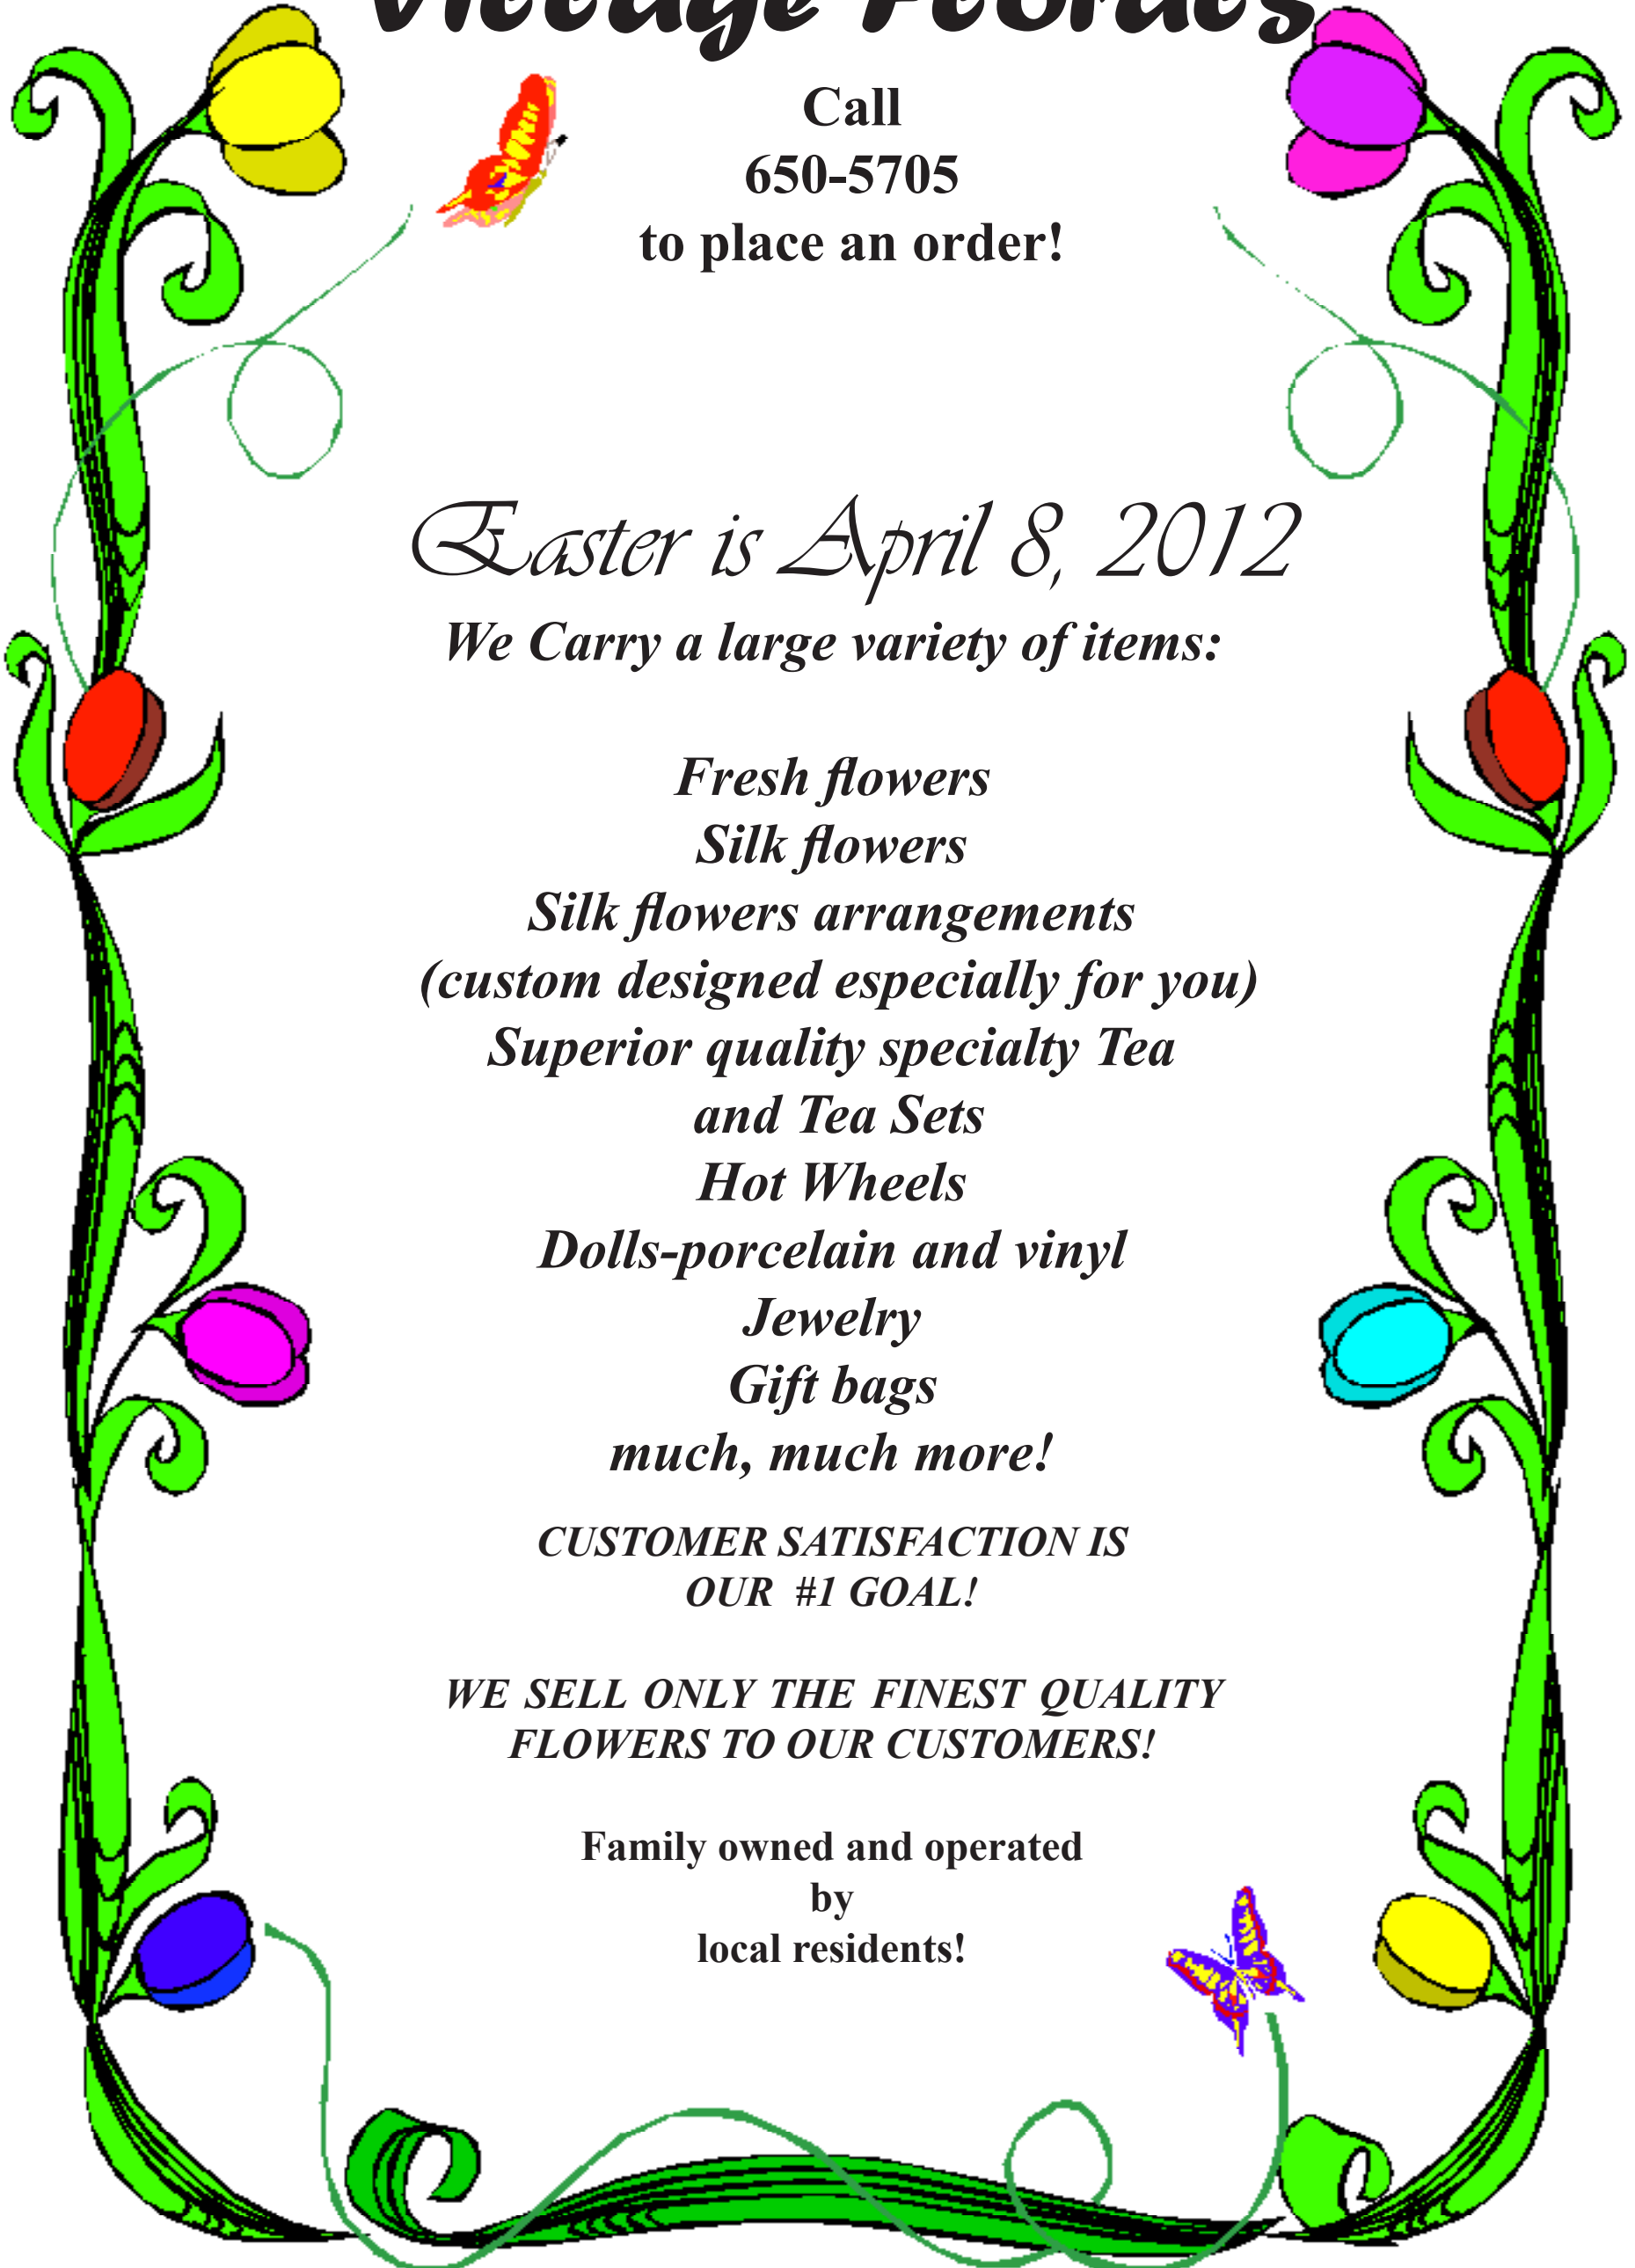 Village Florals
Call
650-5705
to place an order!
Easter is April 8, 2012
We Carry a large variety of items:
Fresh flowers
Silk flowers
Silk flowers arrangements
(custom designed especially for you)
Superior quality specialty Tea
and Tea Sets
Hot Wheels
Dolls-porcelain and vinyl
Jewelry
Gift bags
much, much more!
CUSTOMER SATISFACTION IS
OUR #1 GOAL!
WE SELL ONLY THE FINEST QUALITY
FLOWERS TO OUR CUSTOMERS!
Family owned and operated
by
local residents!